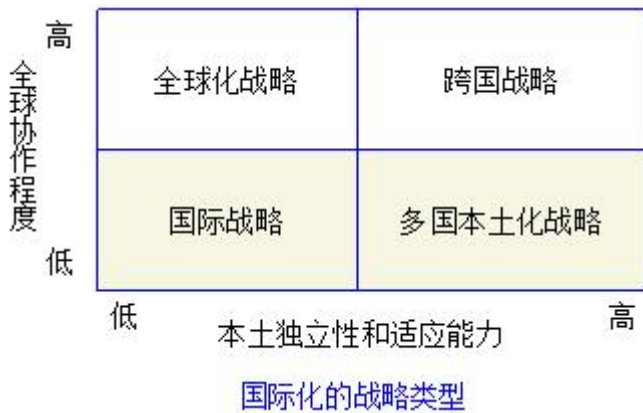 高
全球化战略
跨国战略
全球协作程度
国际战略
多国本土化战略
低
低
本土独立性和适应能力
高
国际化的战略类型